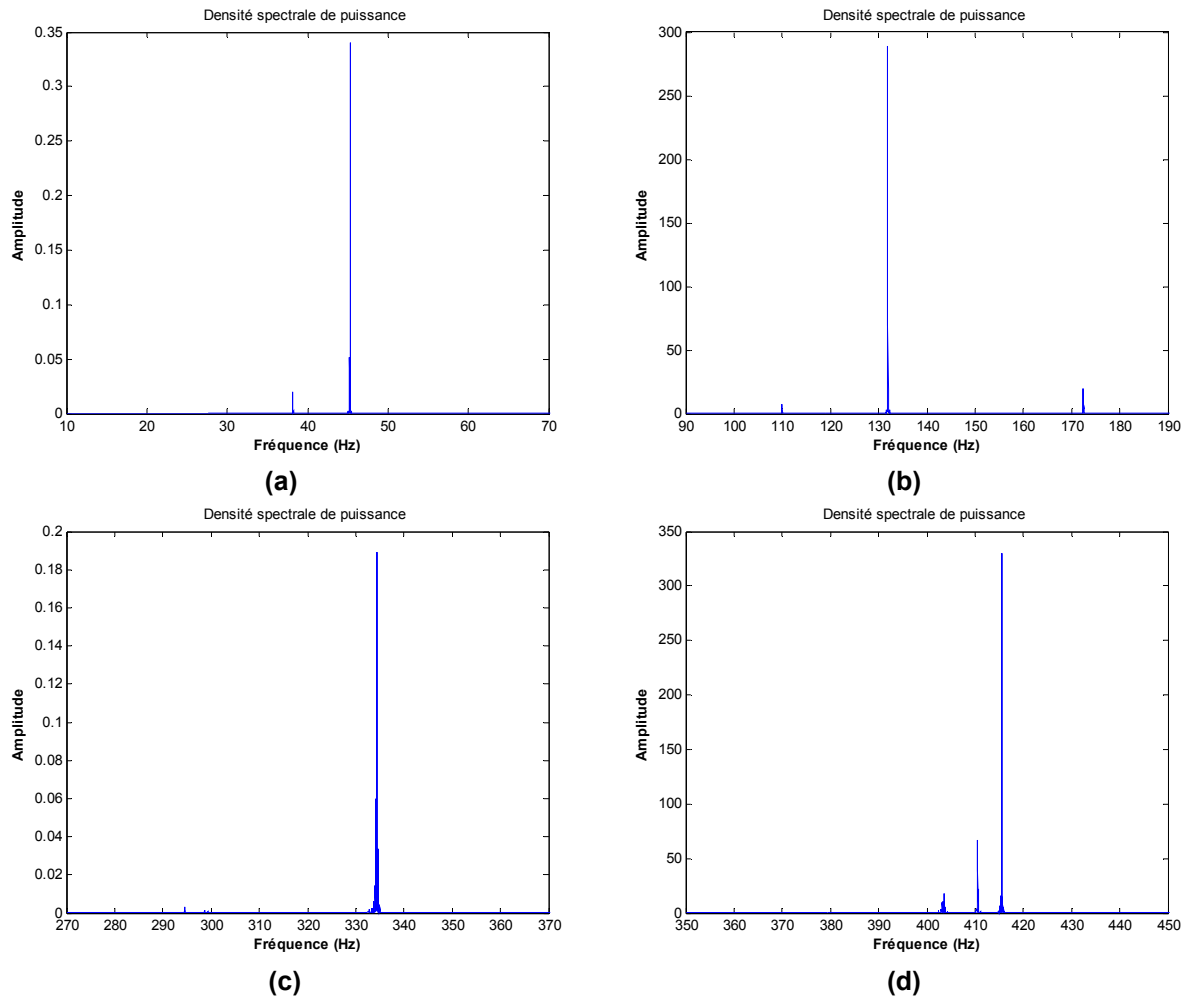 Densité spectrale de puissance
0.35
0.3
0.25
0.2
0.15
0.1
0.05
0
10 20 30 40 50 60 70
Amplitude
Fréquence (Hz)
(a)
Densité spectrale de puissance
300
250
200
150
100
50
0
90 100 110 120 130 140 150 160 170 180 190
Amplitude
Fréquence (Hz)
(b)
Densité spectrale de puissance
0.2
0.18
0.16
0.14
0.12
0.1
0.08
0.06
0.04
0.02
0
270 280 290 300 310 320 330 340 350 360 370
Amplitude
Fréquence (Hz)
(c)
Densité spectrale de puissance
350
300
250
200
150
100
50
0
350 360 370 380 390 400 410 420 430 440 450
Amplitude
Fréquence (Hz)
(d)